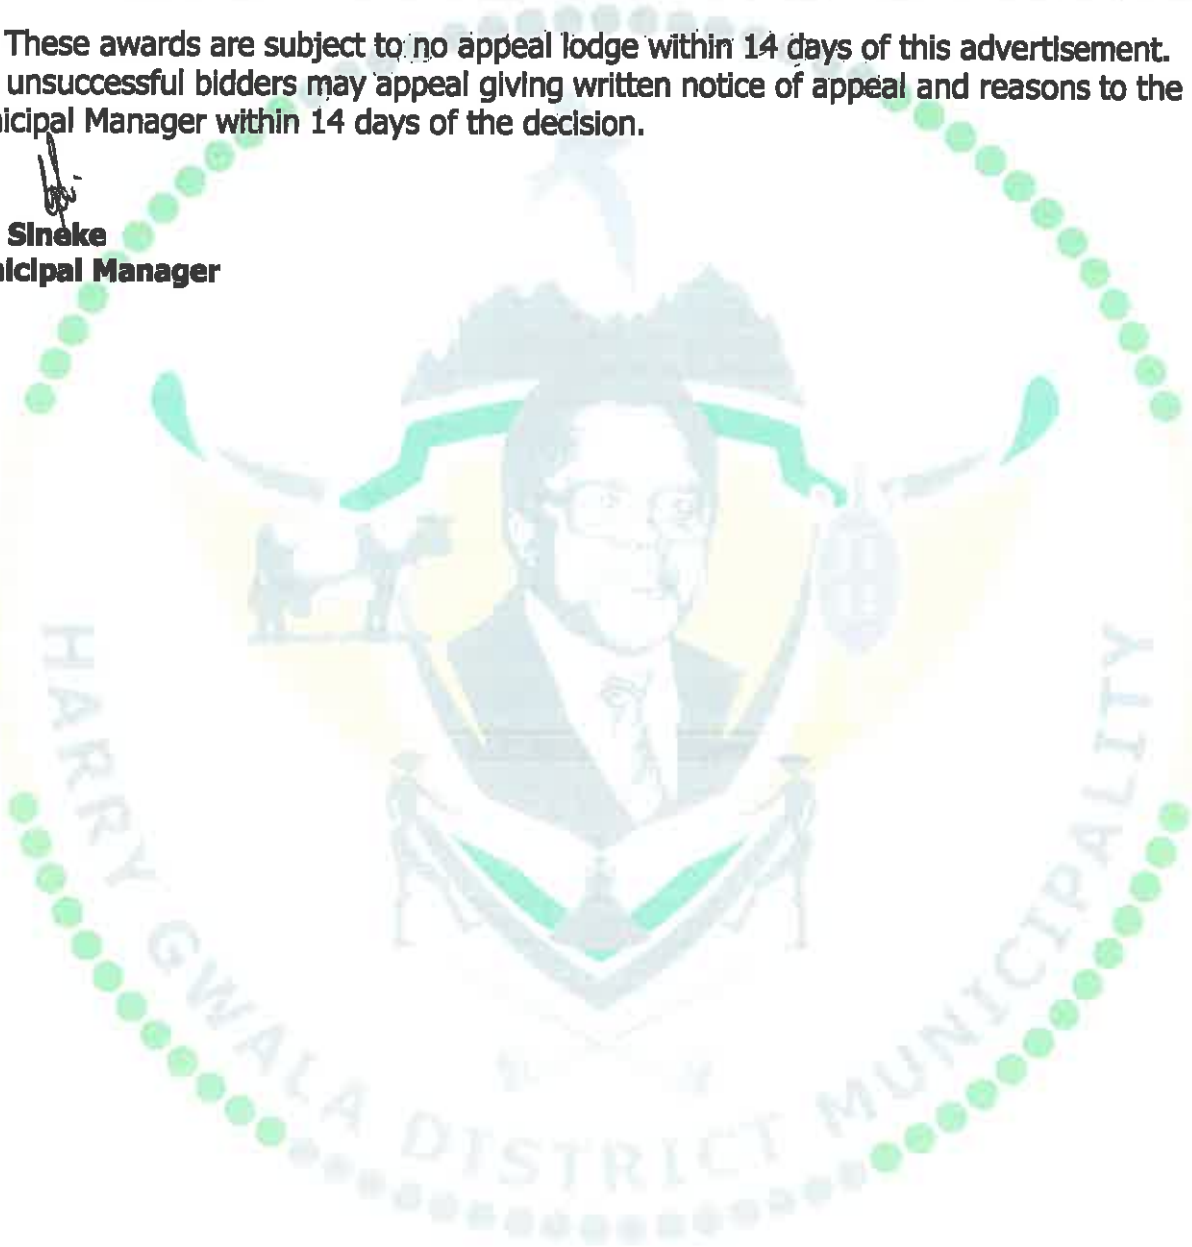 These awards are subject to no appeal lodge within 14 days of this advertisement.
unsuccessful bidders may appeal giving written notice of appeal and reasons to the
nicipal Manager within 14 days of the decision.
Sineke
nicipal Manager
HARRY GWALA DISTRICT MUNICIPALITY